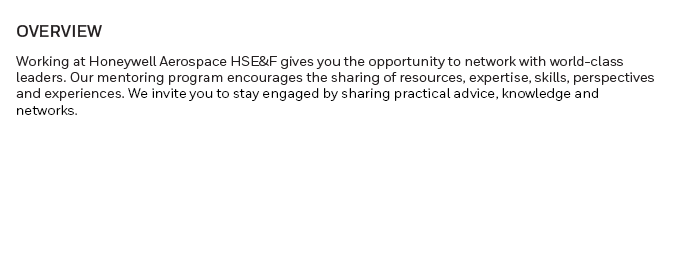 OVERVIEW
Working at Honeywell Aerospace HSE&F gives you the opportunity to network with world-class
leaders. Our mentoring program encourages the sharing of resources, expertise, skills, perspectives
and experiences. We invite you to stay engaged by sharing practical advice, knowledge and
networks.